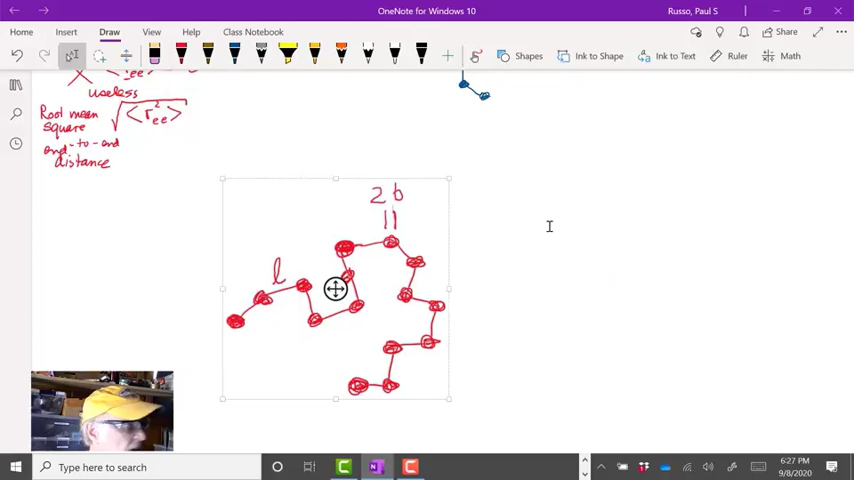 OneNote for Windows 10
Russo, Paul S
Home
Insert
Draw
View
Help
Class Notebook
Share
Shapes
Ink to Shape
Ink to Text
Ruler
Math
useless
Root mean
square
√<r²ee>
end-to-end
distance
2 b
l
Type here to search
6:27 PM
9/8/2020